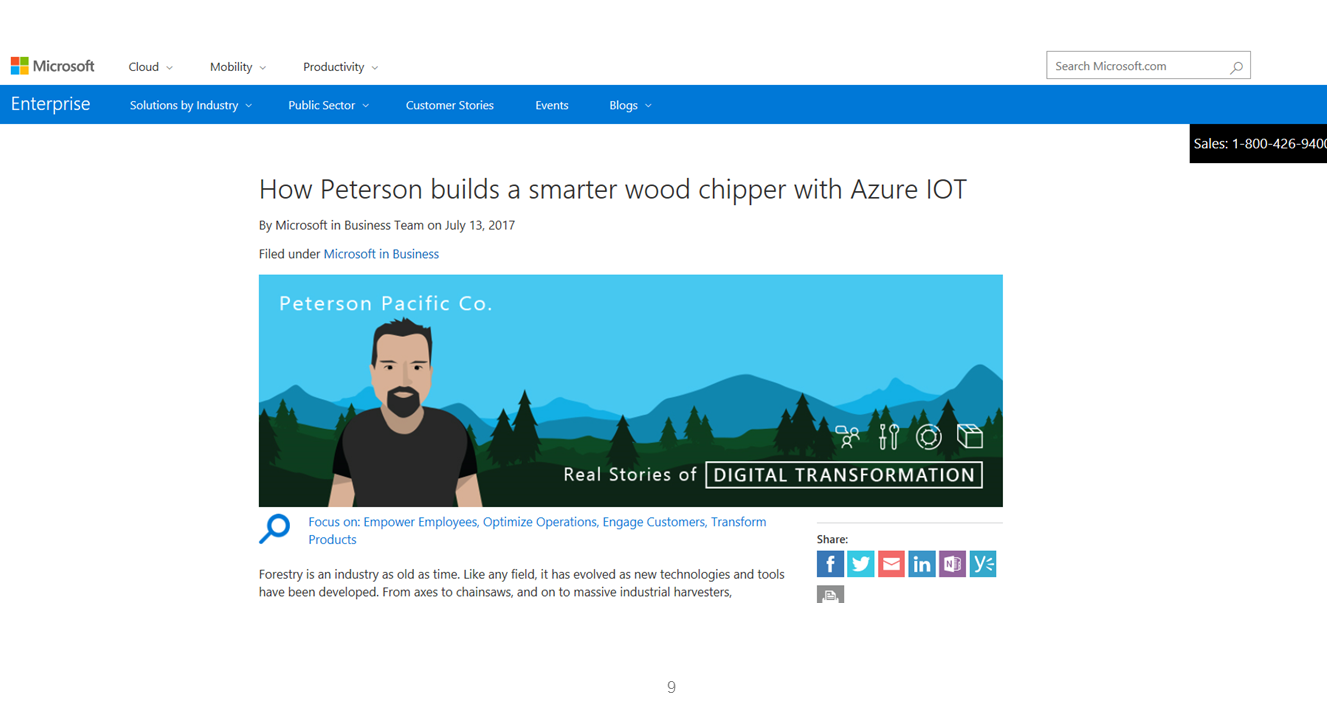 Microsoft Cloud Mobility Productivity Search Microsoft.com
Enterprise Solutions by Industry Public Sector Customer Stories Events Blogs
Sales: 1-800-426-9400
How Peterson builds a smarter wood chipper with Azure IOT
By Microsoft in Business Team on July 13, 2017
Filed under Microsoft in Business
Peterson Pacific Co.
Real Stories of DIGITAL TRANSFORMATION
Focus on: Empower Employees, Optimize Operations, Engage Customers, Transform
Products
Share:
f in N y
Forestry is an industry as old as time. Like any field, it has evolved as new technologies and tools
have been developed. From axes to chainsaws, and on to massive industrial harvesters,
9